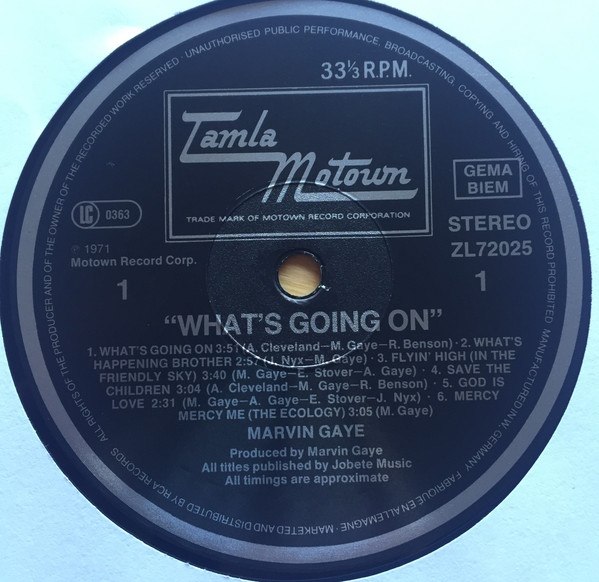 UNAUTHORISED PUBLIC PERFORMANCE, BROADCASTING, COPYING AND HIRING OF THIS RECORD PROHIBITED. MANUFACTURED IN W. GERMANY. FABRIQUE EN ALLEMAGNE · MARKETED AND DISTRIBUTED BY RCA RECORDS. ALL RIGHTS OF THE PRODUCER AND OF THE OWNER OF THE RECORDED WORK RESERVED ·
33⅓ R.P.M.
Tamla
Motown
TRADE MARK OF MOTOWN RECORD CORPORATION
GEMA
BIEM
LC 0363
STEREO
ZL72025
℗ 1971
Motown Record Corp.
1
1
“WHAT'S GOING ON”
1. WHAT'S GOING ON 3:51 (A. Cleveland—M. Gaye—R. Benson) · 2. WHAT'S
HAPPENING BROTHER 2:57 (J. Nyx—M. Gaye) · 3. FLYIN' HIGH (IN THE
FRIENDLY SKY) 3:40 (M. Gaye—E. Stover—A. Gaye) · 4. SAVE THE
CHILDREN 3:04 (A. Cleveland—M. Gaye—R. Benson) · 5. GOD IS
LOVE 2:31 (M. Gaye—A. Gaye—E. Stover—J. Nyx) · 6. MERCY
MERCY ME (THE ECOLOGY) 3:05 (M. Gaye)
MARVIN GAYE
Produced by Marvin Gaye
All titles published by Jobete Music
All timings are approximate